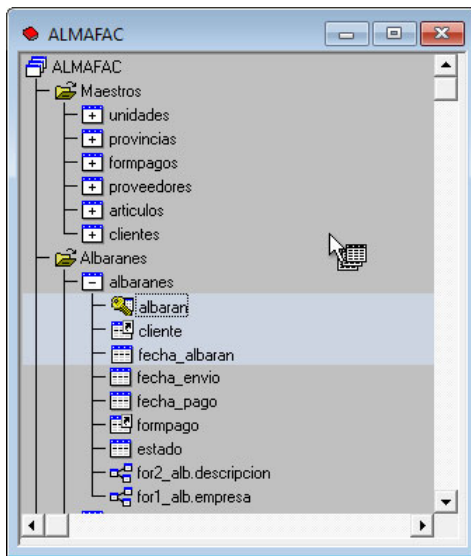 ALMAFAC
ALMAFAC
Maestros
unidades
provincias
formpagos
proveedores
articulos
clientes
Albaranes
albaranes
albaran
cliente
fecha_albaran
fecha_envio
fecha_pago
formpago
estado
for2_alb.descripcion
for1_alb.empresa